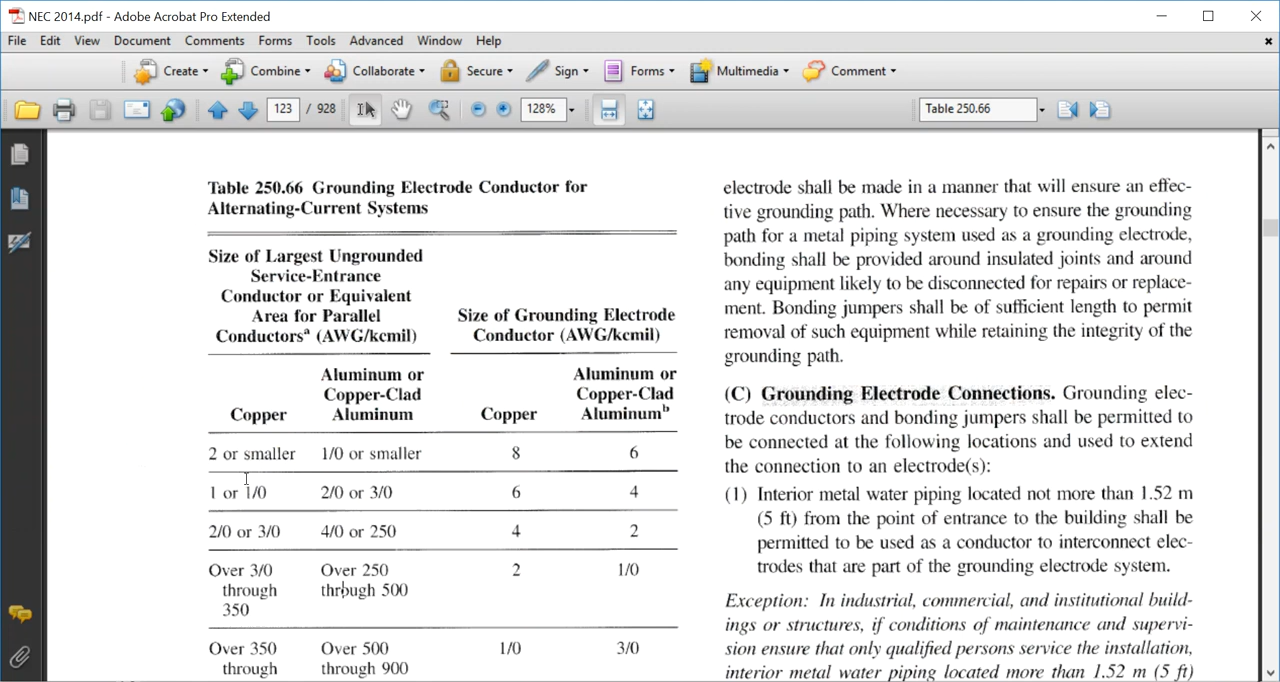 NEC 2014.pdf - Adobe Acrobat Pro Extended
File Edit View Document Comments Forms Tools Advanced Window Help
Create Combine Collaborate Secure Sign Forms Multimedia Comment
123 / 928 128% Table 250.66
Table 250.66 Grounding Electrode Conductor for
Alternating-Current Systems
Size of Largest Ungrounded
Service-Entrance
Conductor or Equivalent
Area for Parallel
Conductorsª (AWG/kcmil)
Size of Grounding Electrode
Conductor (AWG/kcmil)
Copper
Aluminum or
Copper-Clad
Aluminum
Copper
Aluminum or
Copper-Clad
Aluminumᵇ
2 or smaller 1/0 or smaller 8 6
1 or 1/0 2/0 or 3/0 6 4
2/0 or 3/0 4/0 or 250 4 2
Over 3/0 Over 250 2 1/0
through through 500
350
Over 350 Over 500 1/0 3/0
through through 900
electrode shall be made in a manner that will ensure an effec-
tive grounding path. Where necessary to ensure the grounding
path for a metal piping system used as a grounding electrode,
bonding shall be provided around insulated joints and around
any equipment likely to be disconnected for repairs or replace-
ment. Bonding jumpers shall be of sufficient length to permit
removal of such equipment while retaining the integrity of the
grounding path.
(C) Grounding Electrode Connections. Grounding elec-
trode conductors and bonding jumpers shall be permitted to
be connected at the following locations and used to extend
the connection to an electrode(s):
(1) Interior metal water piping located not more than 1.52 m
(5 ft) from the point of entrance to the building shall be
permitted to be used as a conductor to interconnect elec-
trodes that are part of the grounding electrode system.
Exception: In industrial, commercial, and institutional build-
ings or structures, if conditions of maintenance and supervi-
sion ensure that only qualified persons service the installation,
interior metal water piping located more than 1.52 m (5 ft)